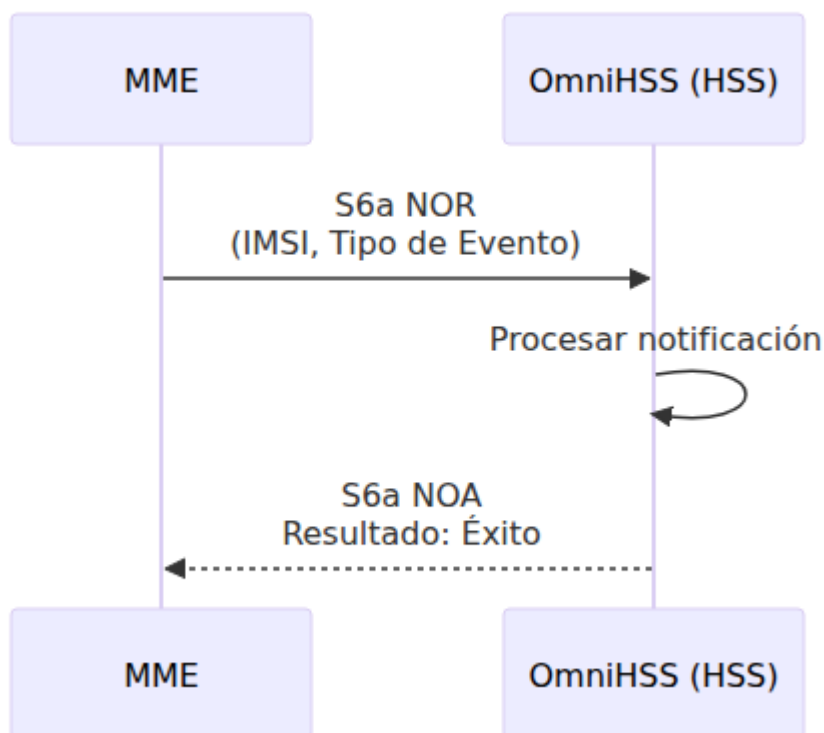 MME
OmniHSS (HSS)
S6a NOR
(IMSI, Tipo de Evento)
Procesar notificación
S6a NOA
Resultado: Éxito
MME
OmniHSS (HSS)